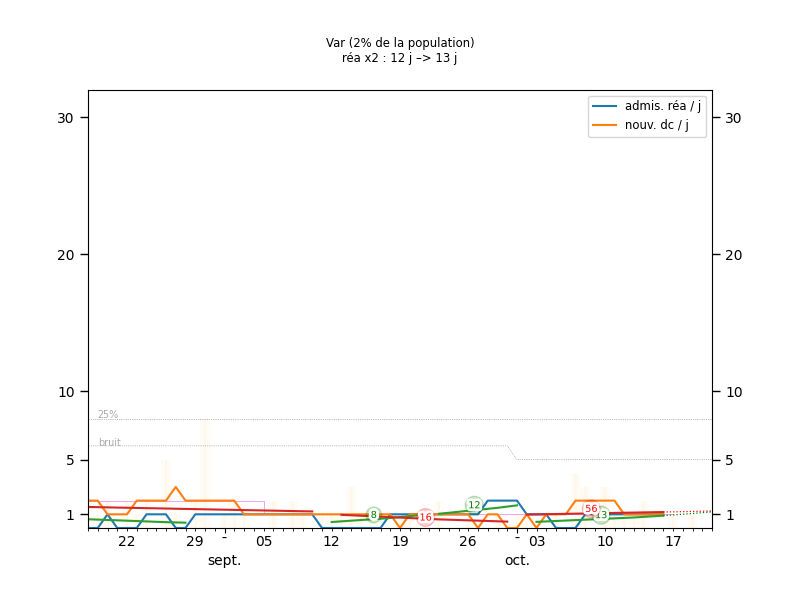 Var (2% de la population)
réa x2 : 12 j –> 13 j
admis. réa / j
nouv. dc / j
30 30
20 20
10 10
25%
bruit
5 5
12
8 16 56 13
1 1
22 29 - 05 12 19 26 - 03 10 17
sept. oct.